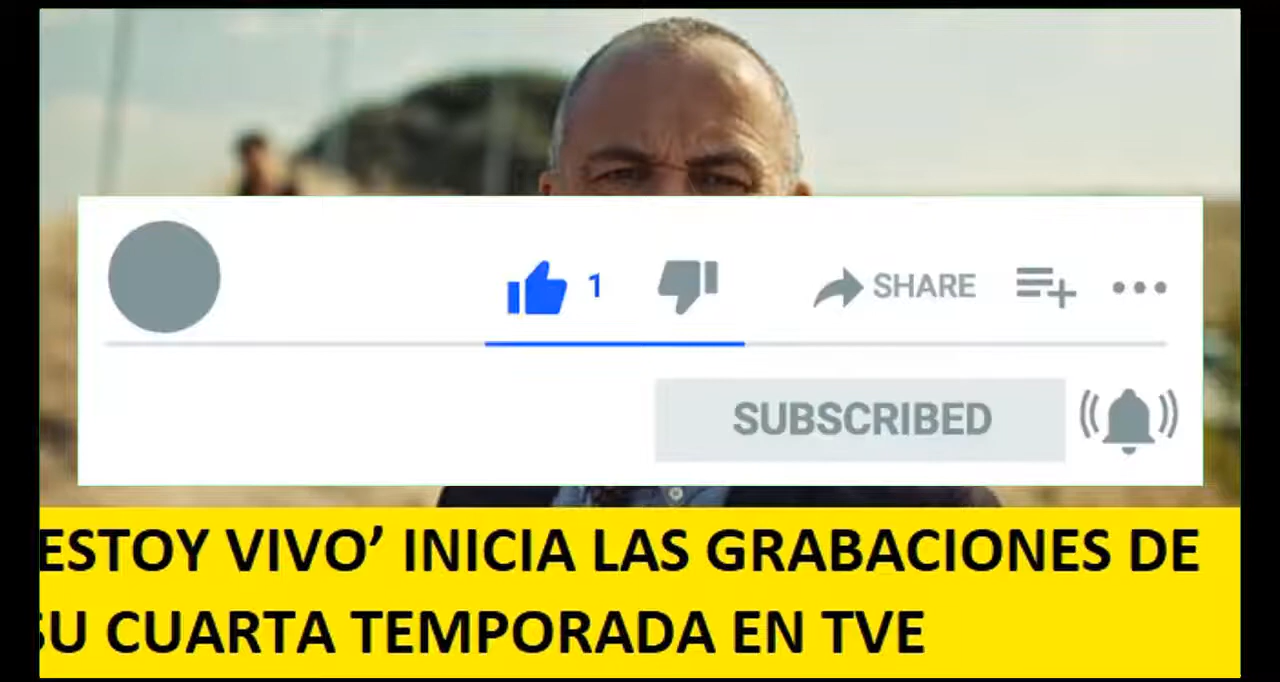 1
SHARE
SUBSCRIBED
ESTOY VIVO’ INICIA LAS GRABACIONES DE
SU CUARTA TEMPORADA EN TVE